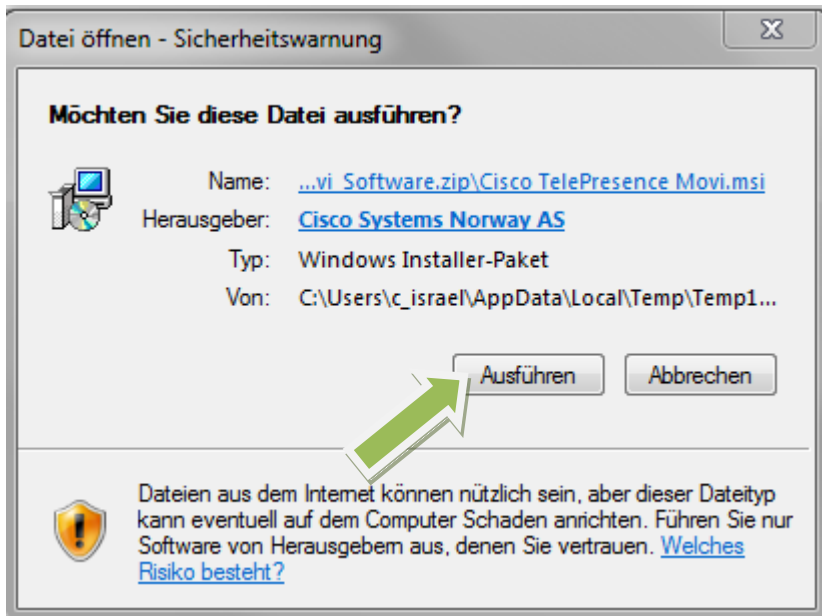 Datei öffnen - Sicherheitswarnung
Möchten Sie diese Datei ausführen?
Name: ...vi Software.zip\Cisco TelePresence Movi.msi
Herausgeber: Cisco Systems Norway AS
Typ: Windows Installer-Paket
Von: C:\Users\c_israel\AppData\Local\Temp\Temp1...
Ausführen Abbrechen
Dateien aus dem Internet können nützlich sein, aber dieser Dateityp
kann eventuell auf dem Computer Schaden anrichten. Führen Sie nur
Software von Herausgebern aus, denen Sie vertrauen. Welches
Risiko besteht?